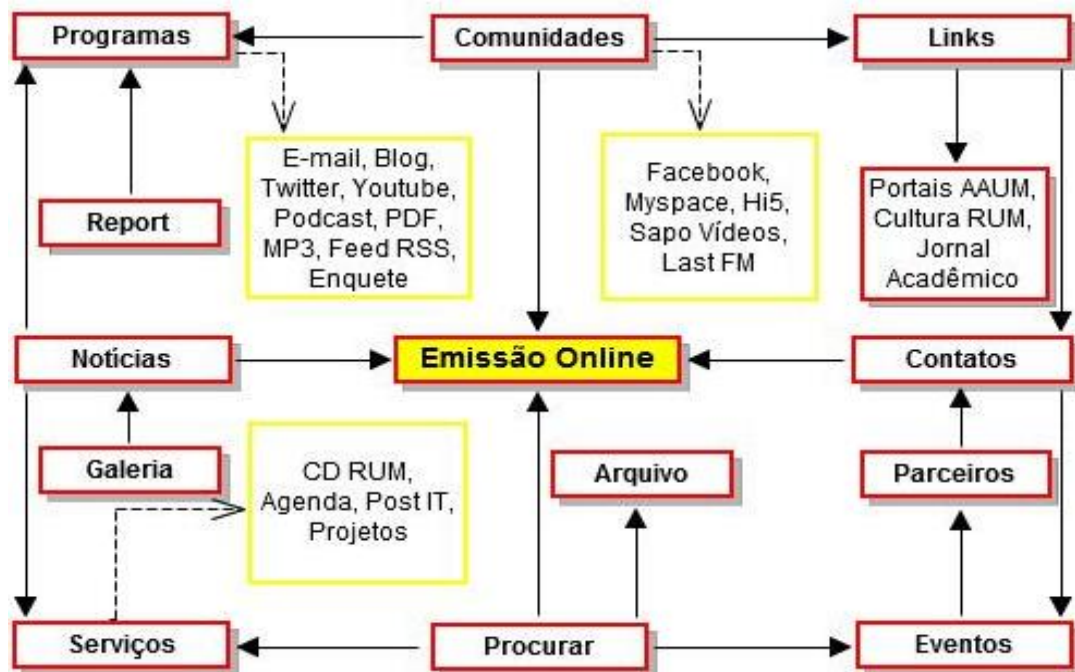 Programas
Comunidades
Links
E-mail, Blog,
Twitter, Youtube,
Podcast, PDF,
MP3, Feed RSS,
Enquete
Facebook,
Myspace, Hi5,
Sapo Vídeos,
Last FM
Portais AAUM,
Cultura RUM,
Jornal
Acadêmico
Report
Notícias
Emissão Online
Contatos
Galeria
CD RUM,
Agenda, Post IT,
Projetos
Arquivo
Parceiros
Serviços
Procurar
Eventos